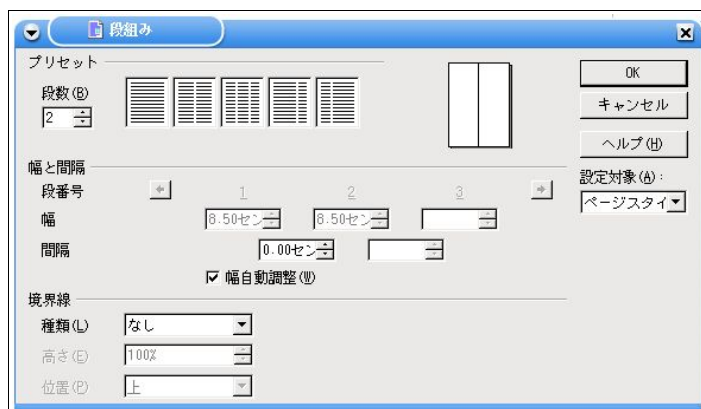 段組み
プリセット
段数(B)
2
OK
キャンセル
ヘルプ(H)
設定対象(A):
ページスタイ
幅と間隔
段番号 1 2 3
幅 8.50セン 8.50セン
間隔 0.00セン
幅自動調整(W)
境界線
種類(L) なし
高さ(E) 100%
位置(P) 上